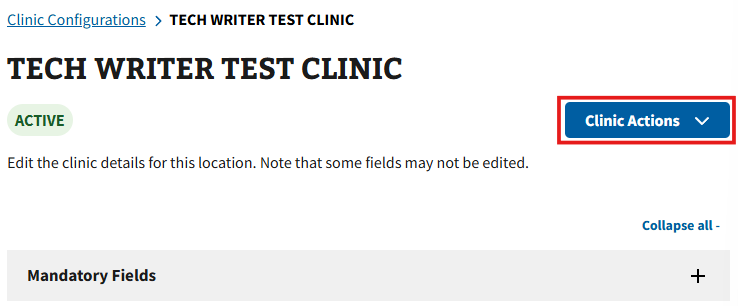 Clinic Configurations > TECH WRITER TEST CLINIC
TECH WRITER TEST CLINIC
ACTIVE
Clinic Actions
Edit the clinic details for this location. Note that some fields may not be edited.
Collapse all -
Mandatory Fields +